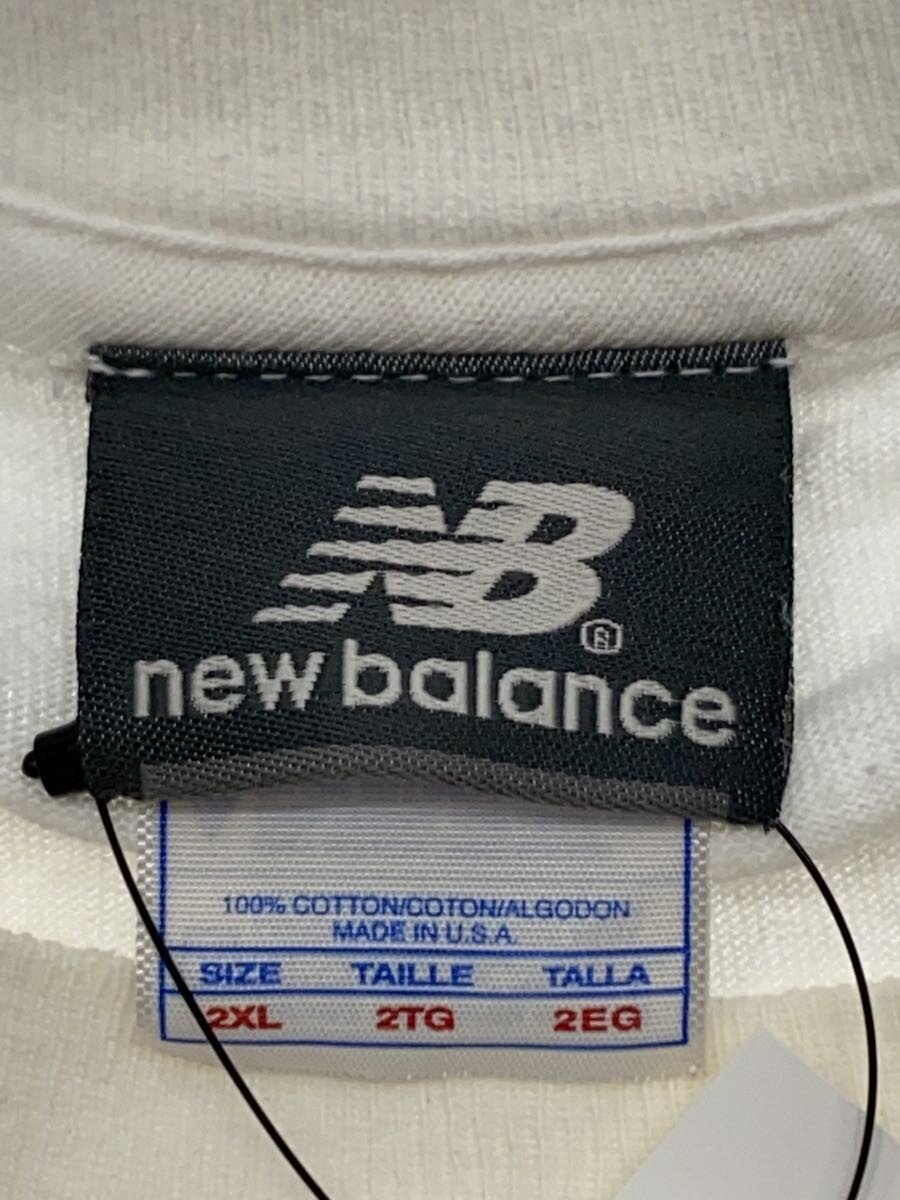 NB
®
new balance
100% COTTON/COTON/ALGODON
MADE IN U.S.A.
SIZE TAILLE TALLA
2XL 2TG 2EG